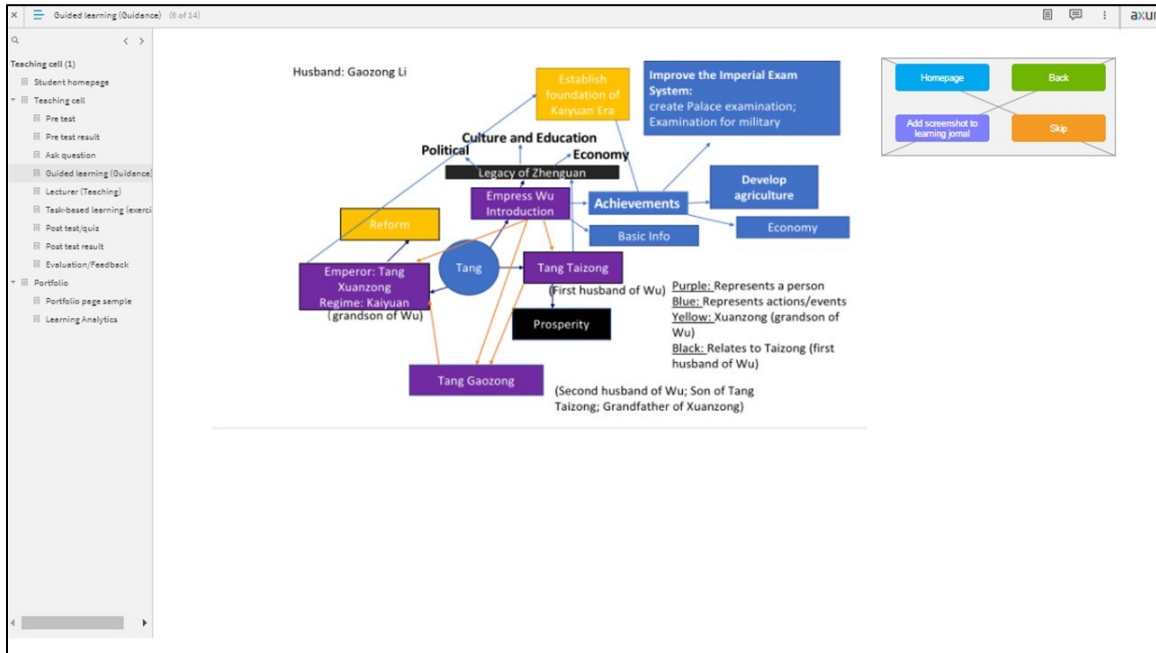 Guided learning (Guidance) (6 of 14)
Teaching cell (1)
Student homepage
Teaching cell
Pre test
Pre test result
Ask question
Guided learning (Guidance)
Lecturer (Teaching)
Task-based learning (exerci
Post test/quiz
Post test result
Evaluation/Feedback
Portfolio
Portfolio page sample
Learning Analytics
Husband: Gaozong Li
Establish
foundation of
Kaiyuan Era
Improve the Imperial Exam
System:
create Palace examination;
Examination for military
Culture and Education
Political
Economy
Legacy of Zhenguan
Empress Wu
Introduction
Achievements
Develop
agriculture
Economy
Basic Info
Reform
Tang
Emperor: Tang
Xuanzong
Regime: Kaiyuan
(grandson of Wu)
Tang Taizong
(First husband of Wu)
Prosperity
Tang Gaozong
(Second husband of Wu; Son of Tang
Taizong; Grandfather of Xuanzong)
Purple: Represents a person
Blue: Represents actions/events
Yellow: Xuanzong (grandson of
Wu)
Black: Relates to Taizong (first
husband of Wu)
Homepage
Back
Add screenshot to
learning jornal
Skip
axur